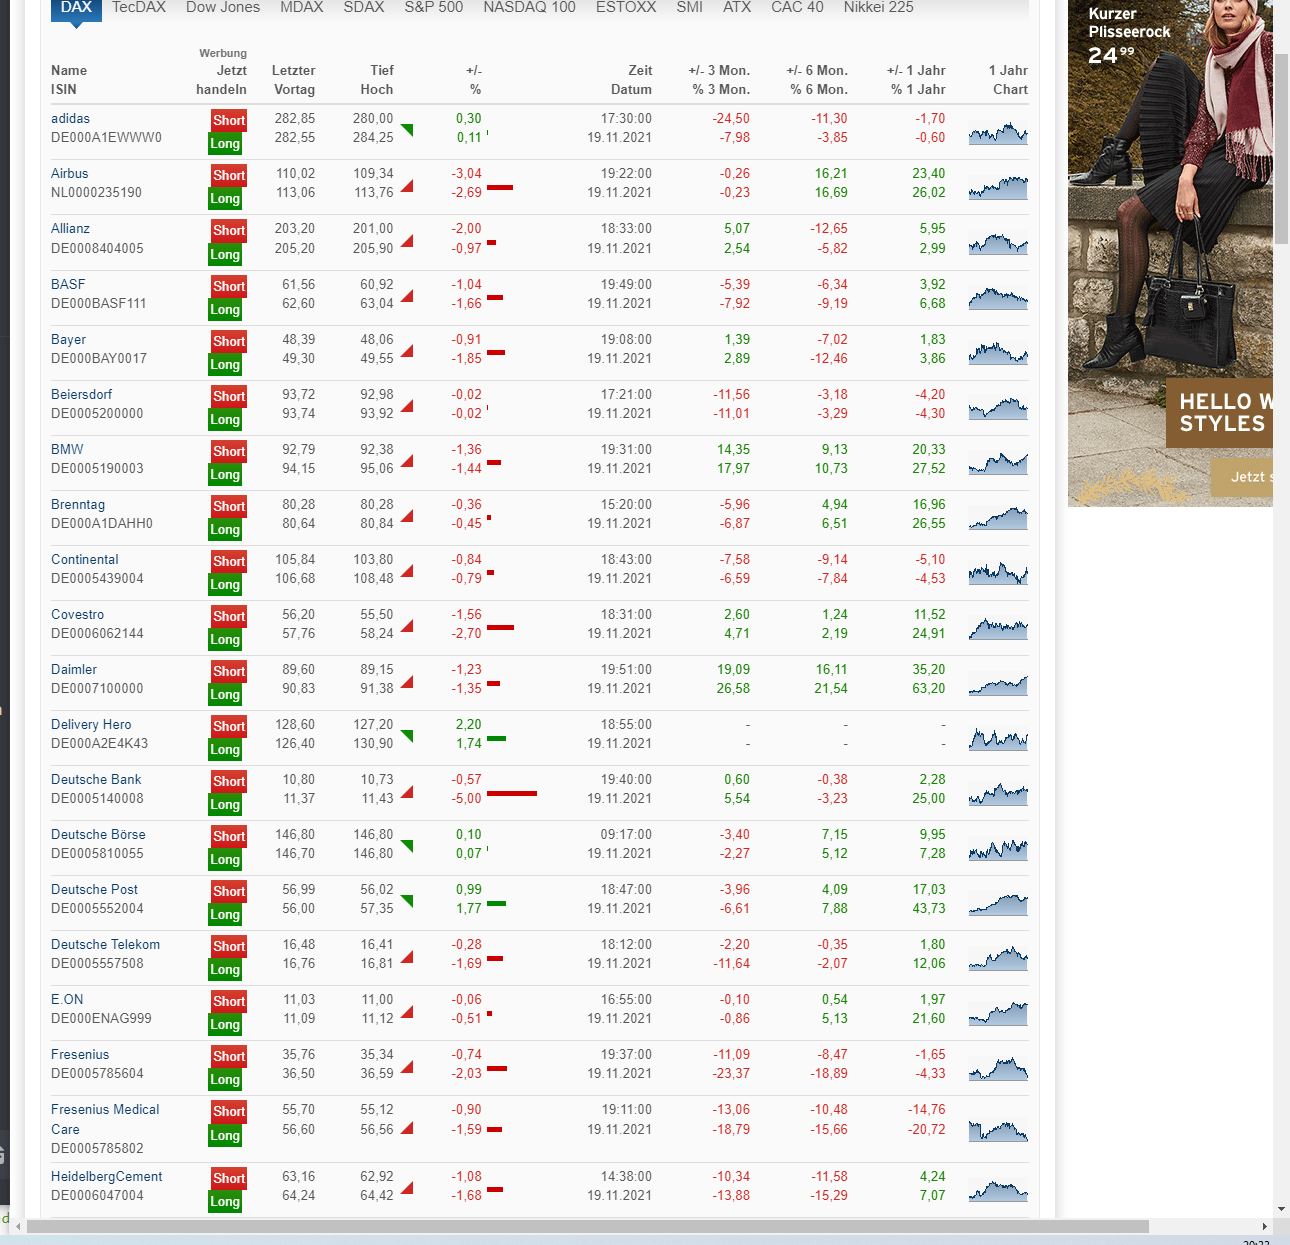 DAX TecDAX Dow Jones MDAX SDAX S&P 500 NASDAQ 100 ESTOXX SMI ATX CAC 40 Nikkei 225
Werbung
Name Jetzt Letzter Tief +/- Zeit +/- 3 Mon. +/- 6 Mon. +/- 1 Jahr 1 Jahr
ISIN handeln Vortag Hoch % Datum % 3 Mon. % 6 Mon. % 1 Jahr Chart
adidas Short 282,85 280,00 0,30 17:30:00 -24,50 -11,30 -1,70
DE000A1EWWW0 Long 282,55 284,25 0,11 19.11.2021 -7,98 -3,85 -0,60
Airbus Short 110,02 109,34 -3,04 19:22:00 -0,26 16,21 23,40
NL0000235190 Long 113,06 113,76 -2,69 19.11.2021 -0,23 16,69 26,02
Allianz Short 203,20 201,00 -2,00 18:33:00 5,07 -12,65 5,95
DE0008404005 Long 205,20 205,90 -0,97 19.11.2021 2,54 -5,82 2,99
BASF Short 61,56 60,92 -1,04 19:49:00 -5,39 -6,34 3,92
DE000BASF111 Long 62,60 63,04 -1,66 19.11.2021 -7,92 -9,19 6,68
Bayer Short 48,39 48,06 -0,91 19:08:00 1,39 -7,02 1,83
DE000BAY0017 Long 49,30 49,55 -1,85 19.11.2021 2,89 -12,46 3,86
Beiersdorf Short 93,72 92,98 -0,02 17:21:00 -11,56 -3,18 -4,20
DE0005200000 Long 93,74 93,92 -0,02 19.11.2021 -11,01 -3,29 -4,30
BMW Short 92,79 92,38 -1,36 19:31:00 14,35 9,13 20,33
DE0005190003 Long 94,15 95,06 -1,44 19.11.2021 17,97 10,73 27,52
Brenntag Short 80,28 80,28 -0,36 15:20:00 -5,96 4,94 16,96
DE000A1DAHH0 Long 80,64 80,84 -0,45 19.11.2021 -6,87 6,51 26,55
Continental Short 105,84 103,80 -0,84 18:43:00 -7,58 -9,14 -5,10
DE0005439004 Long 106,68 108,48 -0,79 19.11.2021 -6,59 -7,84 -4,53
Covestro Short 56,20 55,50 -1,56 18:31:00 2,60 1,24 11,52
DE0006062144 Long 57,76 58,24 -2,70 19.11.2021 4,71 2,19 24,91
Daimler Short 89,60 89,15 -1,23 19:51:00 19,09 16,11 35,20
DE0007100000 Long 90,83 91,38 -1,35 19.11.2021 26,58 21,54 63,20
Delivery Hero Short 128,60 127,20 2,20 18:55:00 - - -
DE000A2E4K43 Long 126,40 130,90 1,74 19.11.2021 - - -
Deutsche Bank Short 10,80 10,73 -0,57 19:40:00 0,60 -0,38 2,28
DE0005140008 Long 11,37 11,43 -5,00 19.11.2021 5,54 -3,23 25,00
Deutsche Börse Short 146,80 146,80 0,10 09:17:00 -3,40 7,15 9,95
DE0005810055 Long 146,70 146,80 0,07 19.11.2021 -2,27 5,12 7,28
Deutsche Post Short 56,99 56,02 0,99 18:47:00 -3,96 4,09 17,03
DE0005552004 Long 56,00 57,35 1,77 19.11.2021 -6,61 7,88 43,73
Deutsche Telekom Short 16,48 16,41 -0,28 18:12:00 -2,20 -0,35 1,80
DE0005557508 Long 16,76 16,81 -1,69 19.11.2021 -11,64 -2,07 12,06
E.ON Short 11,03 11,00 -0,06 16:55:00 -0,10 0,54 1,97
DE000ENAG999 Long 11,09 11,12 -0,51 19.11.2021 -0,86 5,13 21,60
Fresenius Short 35,76 35,34 -0,74 19:37:00 -11,09 -8,47 -1,65
DE0005785604 Long 36,50 36,59 -2,03 19.11.2021 -23,37 -18,89 -4,33
Fresenius Medical Short 55,70 55,12 -0,90 19:11:00 -13,06 -10,48 -14,76
Care Long 56,60 56,56 -1,59 19.11.2021 -18,79 -15,66 -20,72
DE0005785802
HeidelbergCement Short 63,16 62,92 -1,08 14:38:00 -10,34 -11,58 4,24
DE0006047004 Long 64,24 64,42 -1,68 19.11.2021 -13,88 -15,29 7,07
Kurzer
Plisseerock
24 99
HELLO W
STYLES
Jetzt s